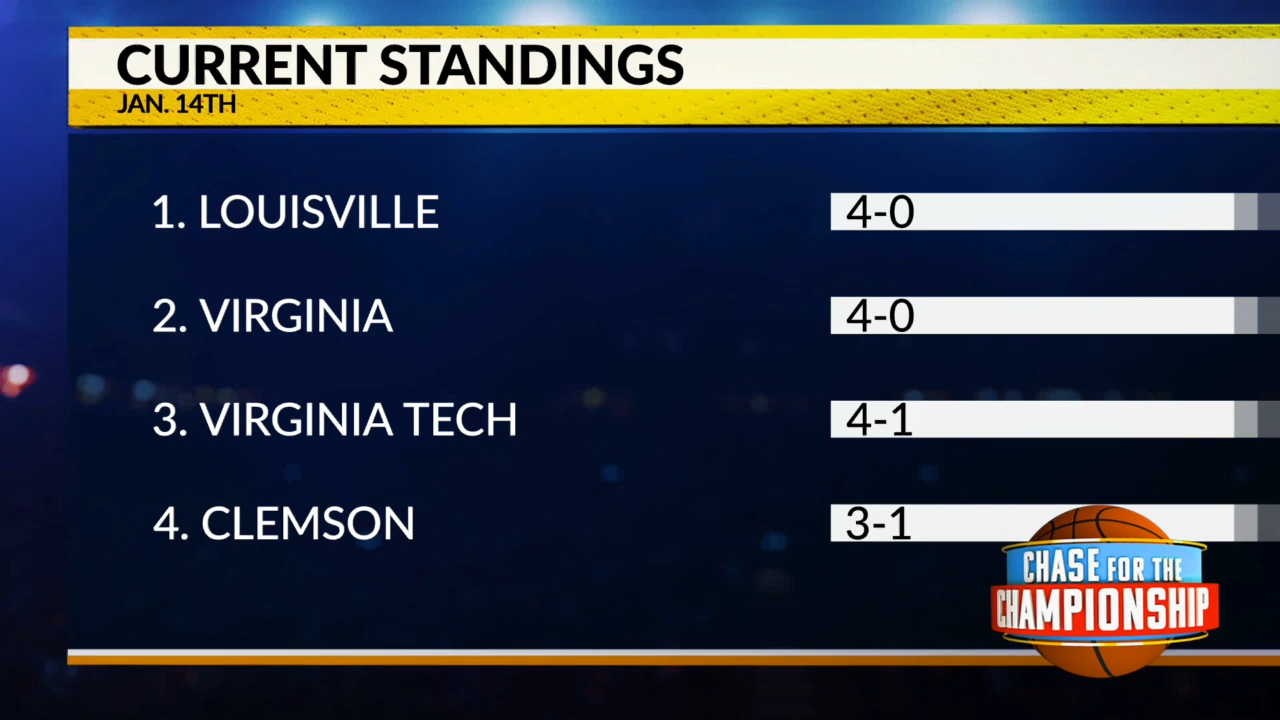 CURRENT STANDINGS
JAN. 14TH
1. LOUISVILLE 4-0
2. VIRGINIA 4-0
3. VIRGINIA TECH 4-1
4. CLEMSON 3-1
CHASE FOR THE
CHAMPIONSHIP